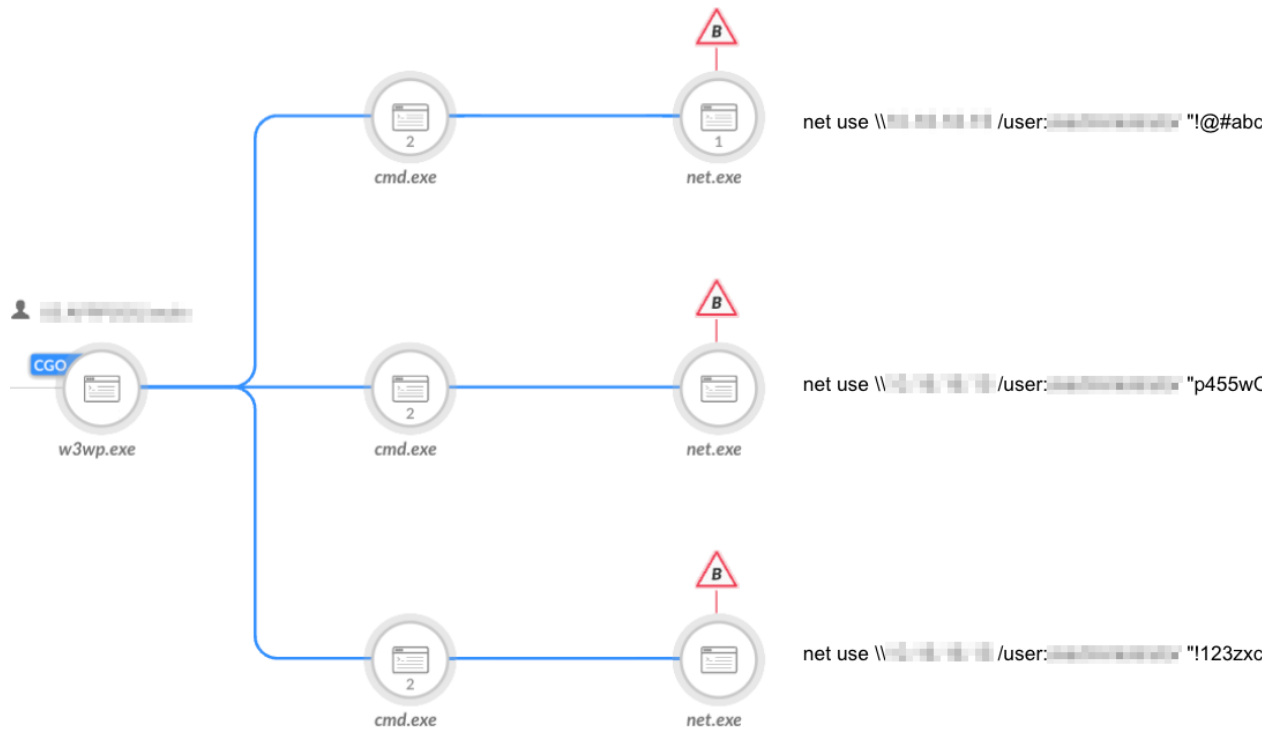 B
2
1
cmd.exe
net.exe
net use \\ /user: "!@#abc
CGO
w3wp.exe
B
2
cmd.exe
net.exe
net use \\ /user: "p455w
B
2
cmd.exe
net.exe
net use \\ /user: "!123zxc